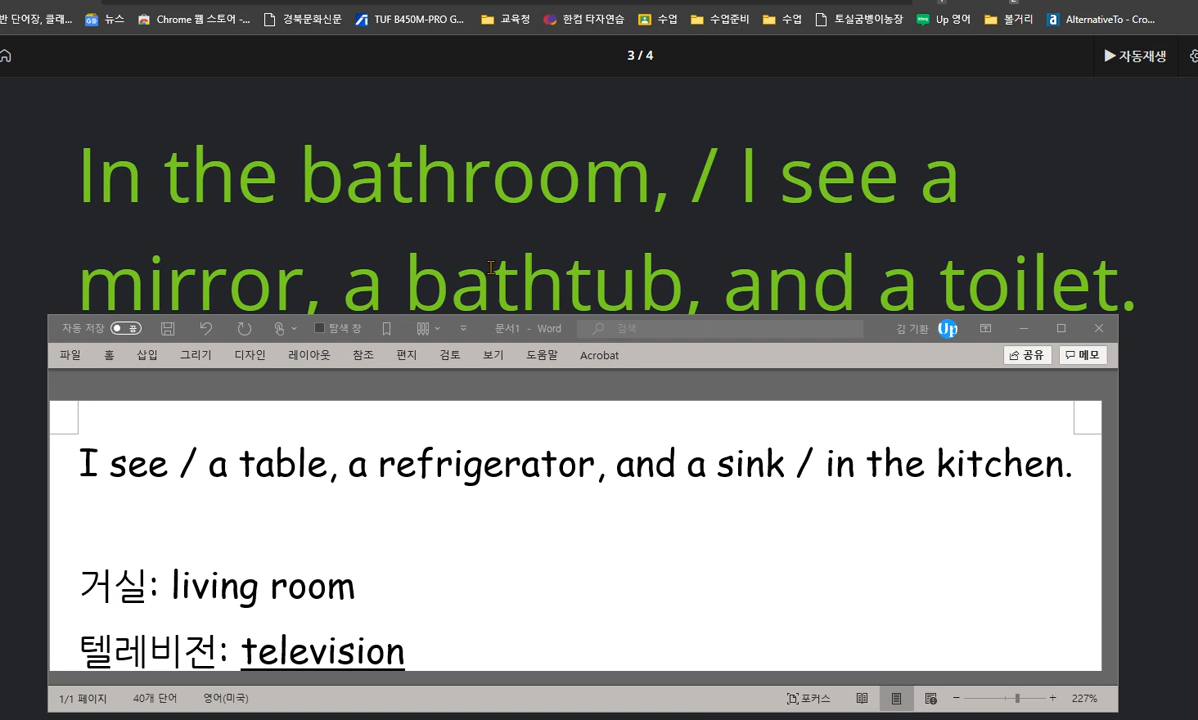 반 단어장, 클래... 뉴스 Chrome 웹 스토어 -... 경북문화신문 TUF B450M-PRO G... 교육청 한컴 타자연습 수업 수업준비 수업 토실굼벵이농장 Up 영어 볼거리 AlternativeTo - Cro...
3 / 4 ▶ 자동재생
In the bathroom, / I see a
mirror, a bathtub, and a toilet.
자동 저장 끔 탐색 창 문서1 - Word 검색 김 기환 Up
파일 홈 삽입 그리기 디자인 레이아웃 참조 편지 검토 보기 도움말 Acrobat 공유 메모
I see / a table, a refrigerator, and a sink / in the kitchen.
거실: living room
텔레비전: television
1/1 페이지 40개 단어 영어(미국) 포커스 − + 227%